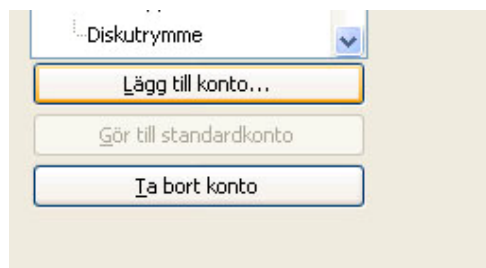 Diskutrymme
Lägg till konto...
Gör till standardkonto
Ta bort konto